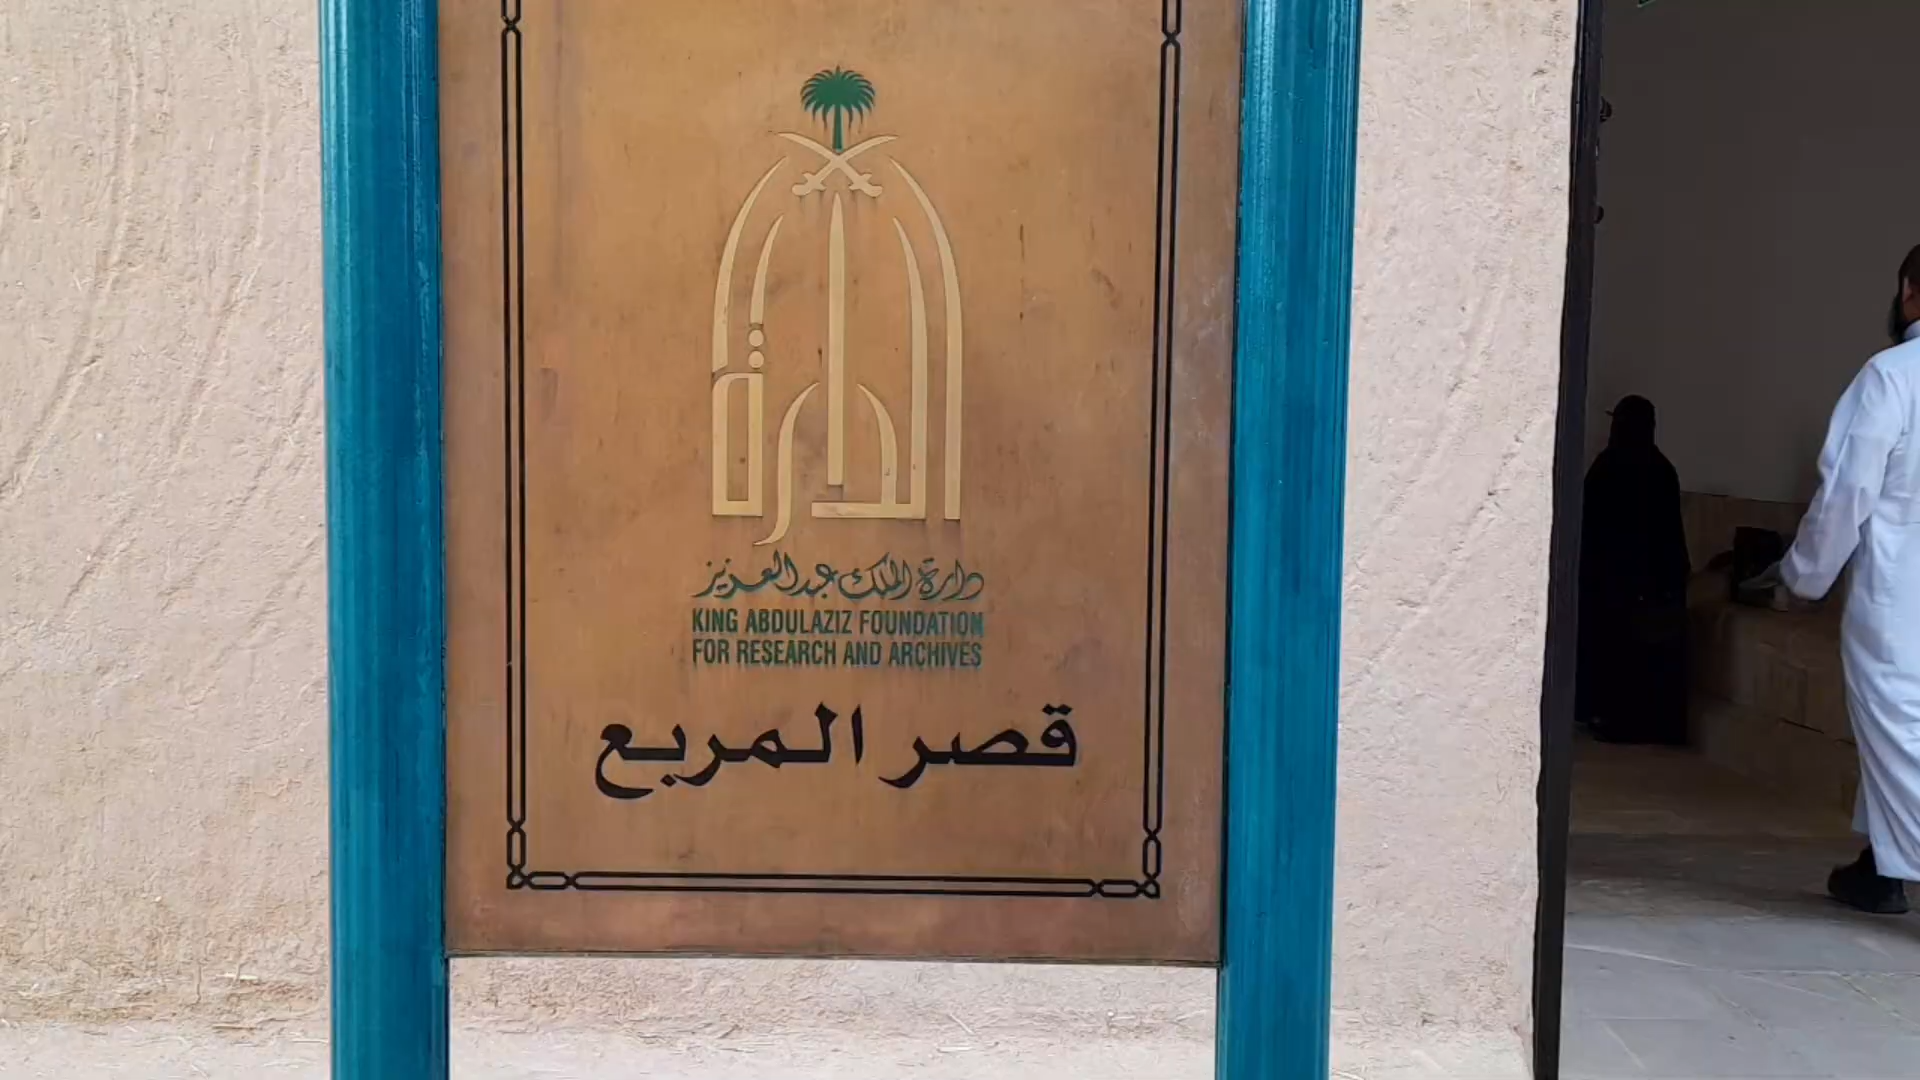 الدارة
دارة الملك عبدالعزيز
KING ABDULAZIZ FOUNDATION
FOR RESEARCH AND ARCHIVES
قصر المربع